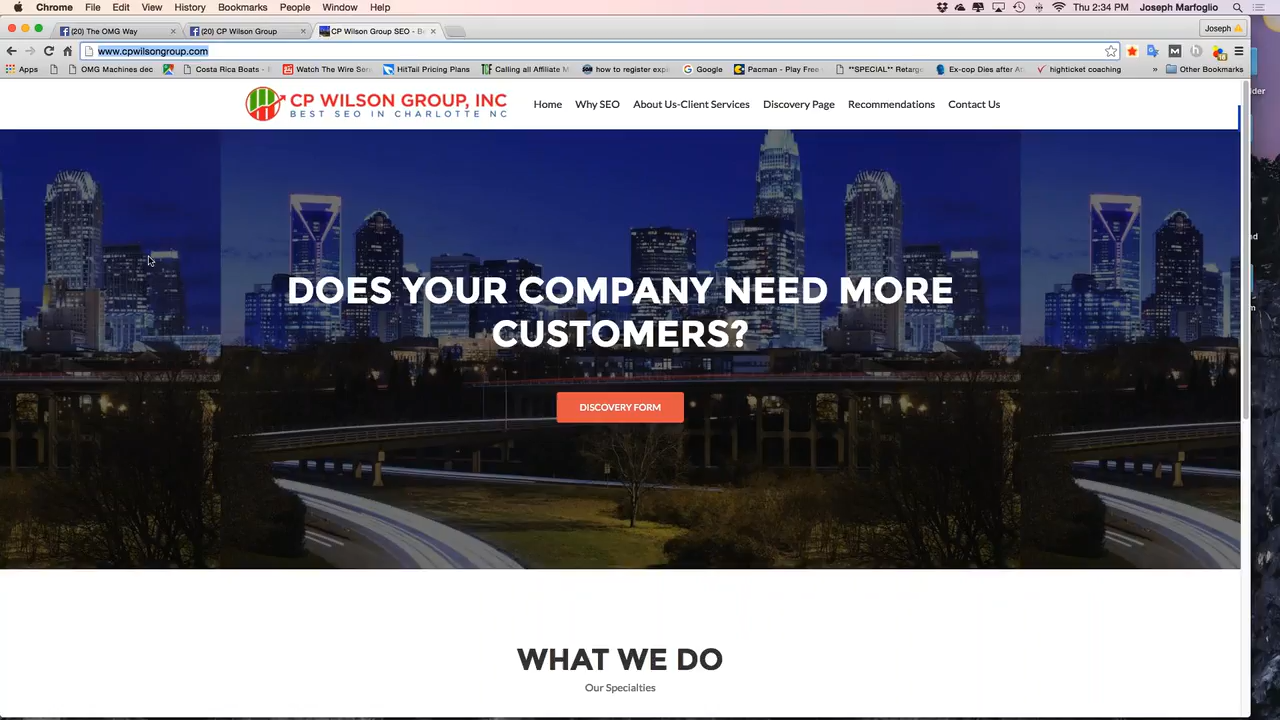 Chrome File Edit View History Bookmarks People Window Help Thu 2:34 PM Joseph Marfoglio
(20) The OMG Way (20) CP Wilson Group CP Wilson Group SEO - Be Joseph
www.cpwilsongroup.com
Apps OMG Machines dec Costa Rica Boats - Watch The Wire Seri HitTail Pricing Plans Calling all Affiliate M how to register exp Google Pacman - Play Free **SPECIAL** Retarg Ex-cop Dies after A highticket coaching » Other Bookmarks
CP WILSON GROUP, INC
BEST SEO IN CHARLOTTE NC
Home Why SEO About Us-Client Services Discovery Page Recommendations Contact Us
DOES YOUR COMPANY NEED MORE
CUSTOMERS?
DISCOVERY FORM
WHAT WE DO
Our Specialties